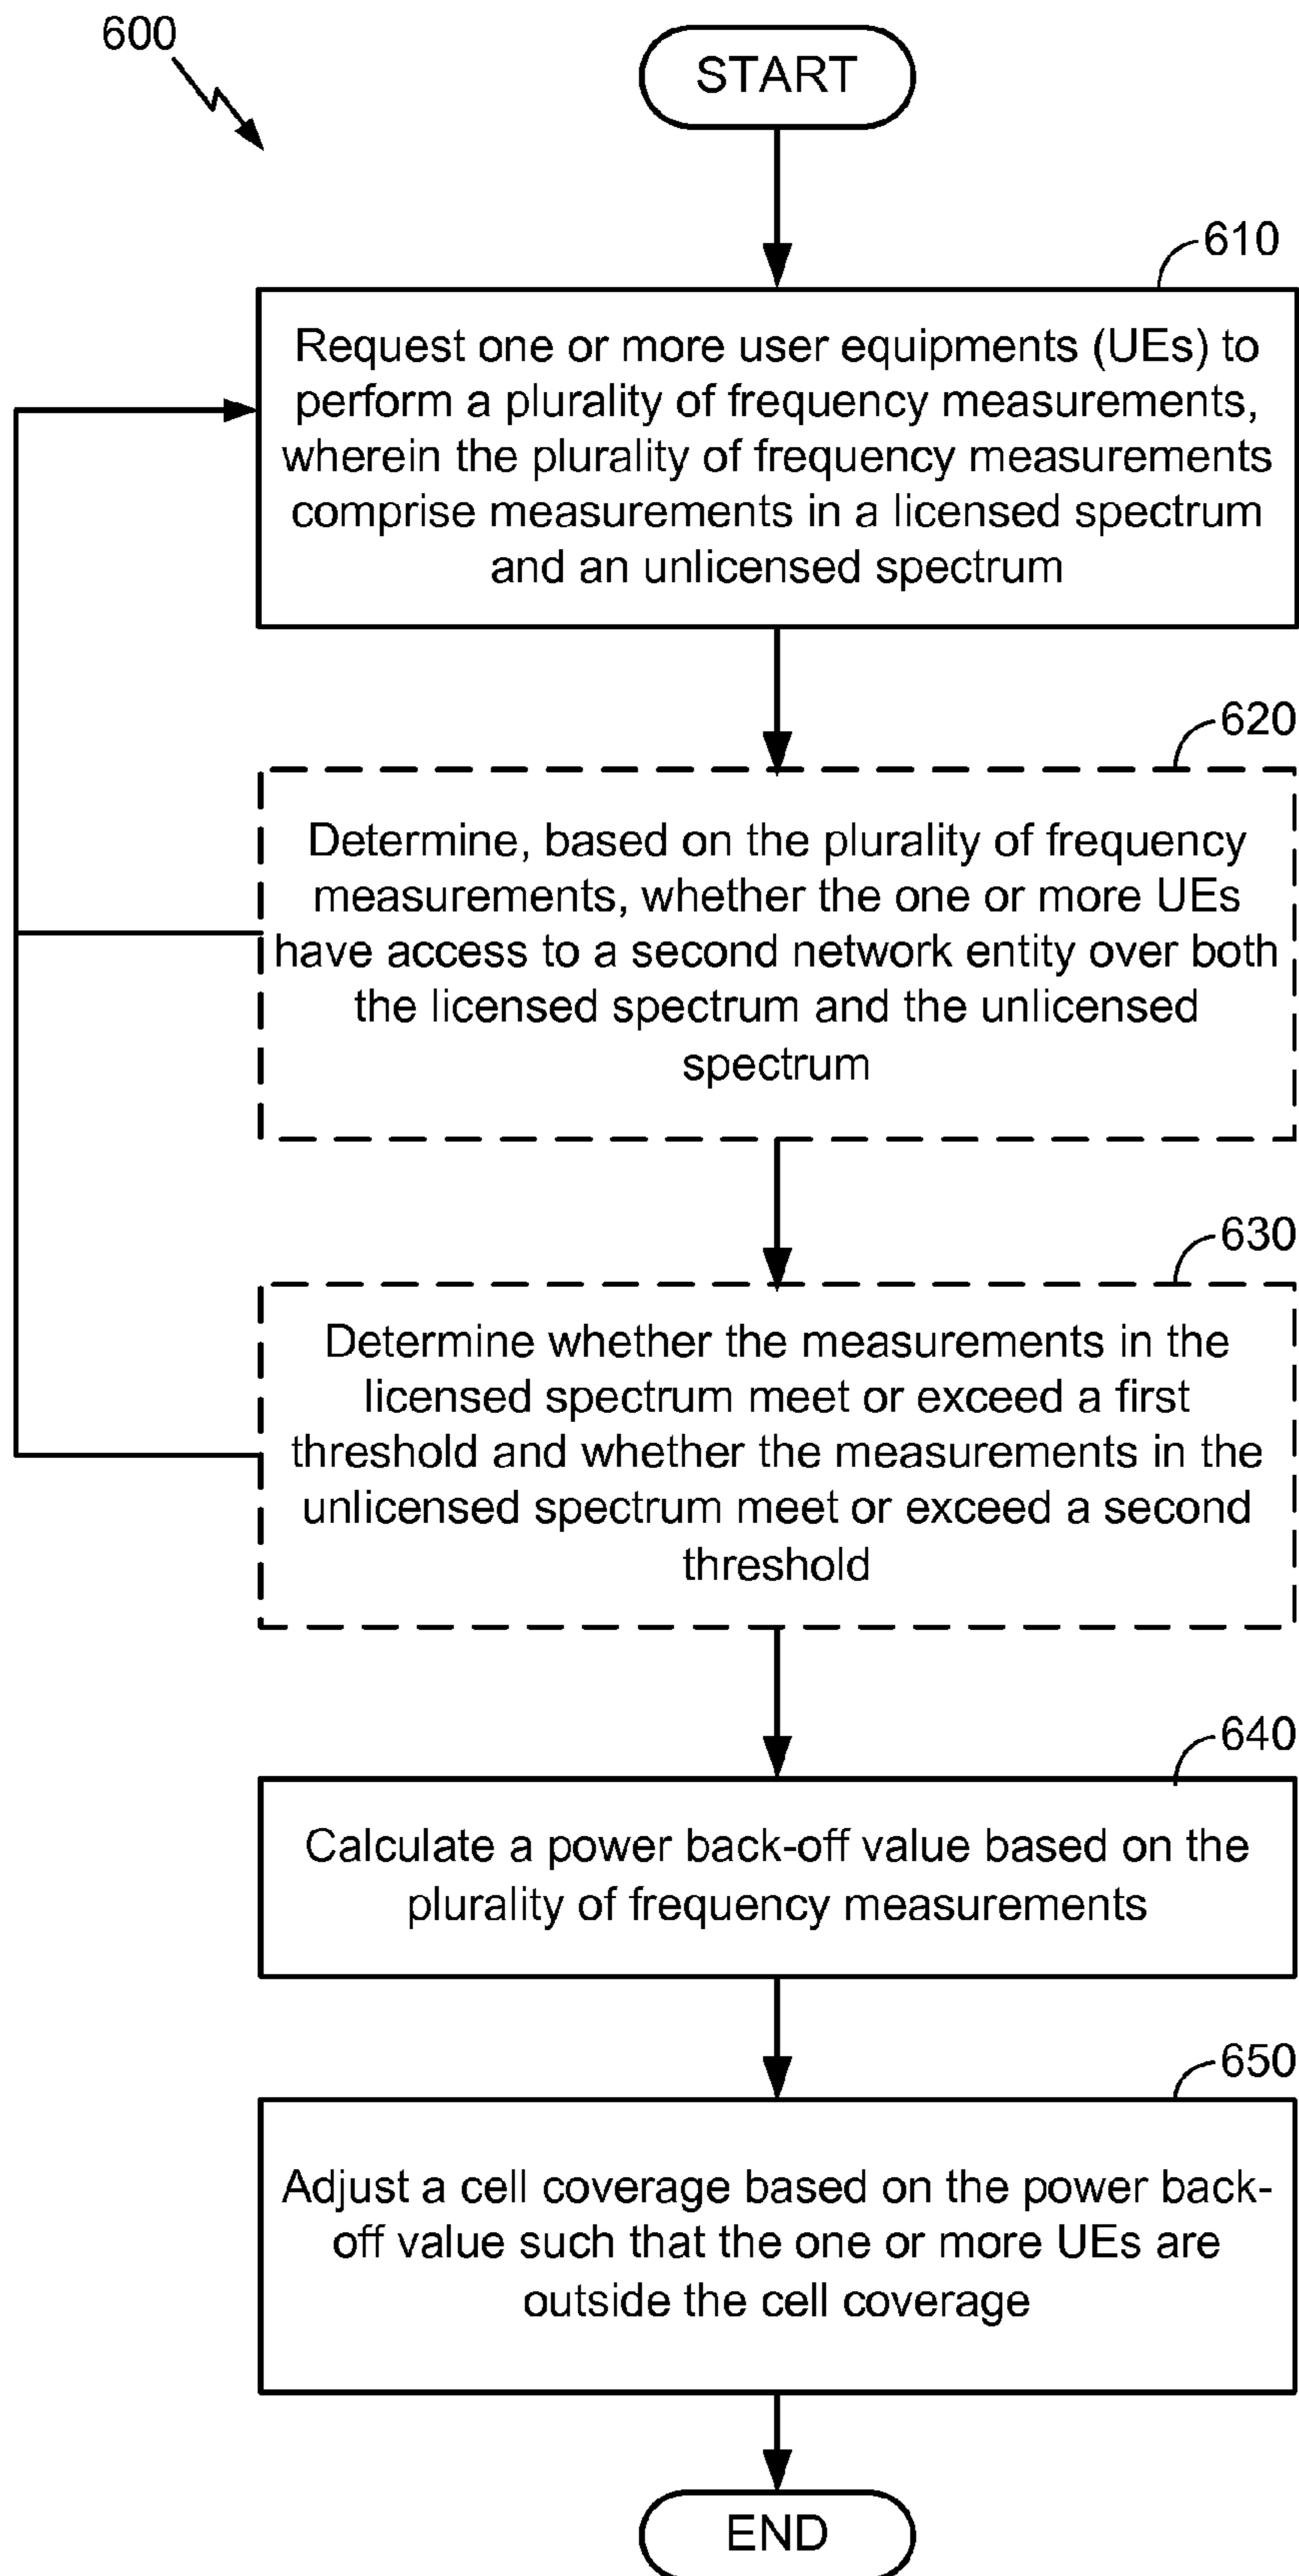 600
START
610
Request one or more user equipments (UEs) to
perform a plurality of frequency measurements,
wherein the plurality of frequency measurements
comprise measurements in a licensed spectrum
and an unlicensed spectrum
620
Determine, based on the plurality of frequency
measurements, whether the one or more UEs
have access to a second network entity over both
the licensed spectrum and the unlicensed
spectrum
630
Determine whether the measurements in the
licensed spectrum meet or exceed a first
threshold and whether the measurements in the
unlicensed spectrum meet or exceed a second
threshold
640
Calculate a power back-off value based on the
plurality of frequency measurements
650
Adjust a cell coverage based on the power back-
off value such that the one or more UEs are
outside the cell coverage
END